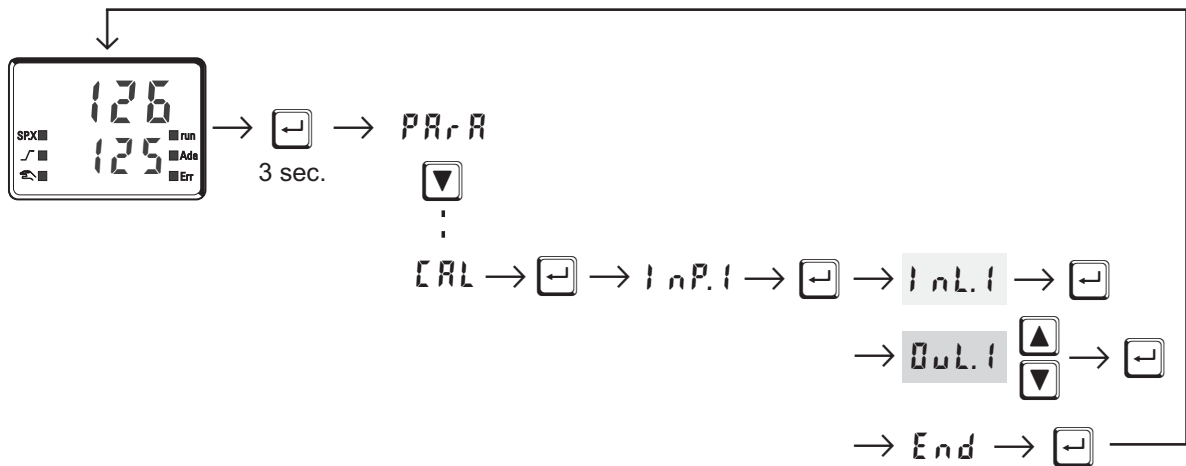 126
SP.X run
125 Ada
Err
PArA
3 sec.
CAL InP.1 InL.1
OuL.1
End